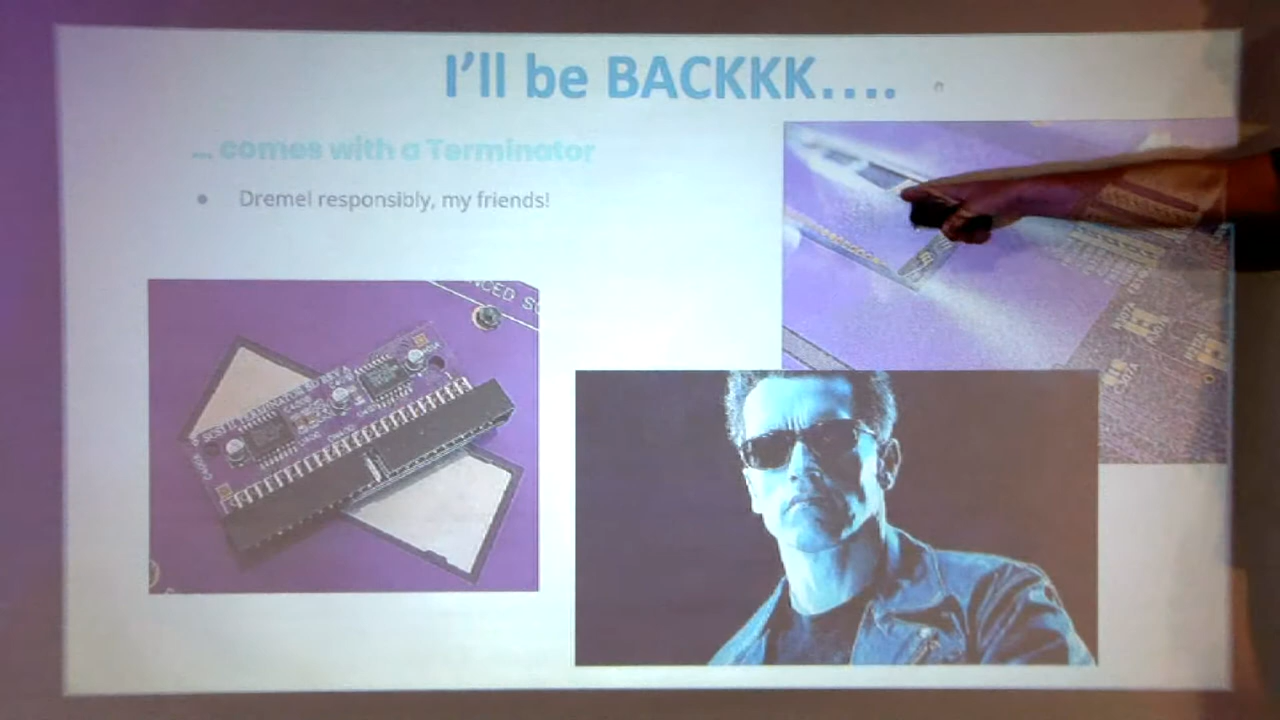 I'll be BACKKK....
... comes with a Terminator
● Dremel responsibly, my friends!